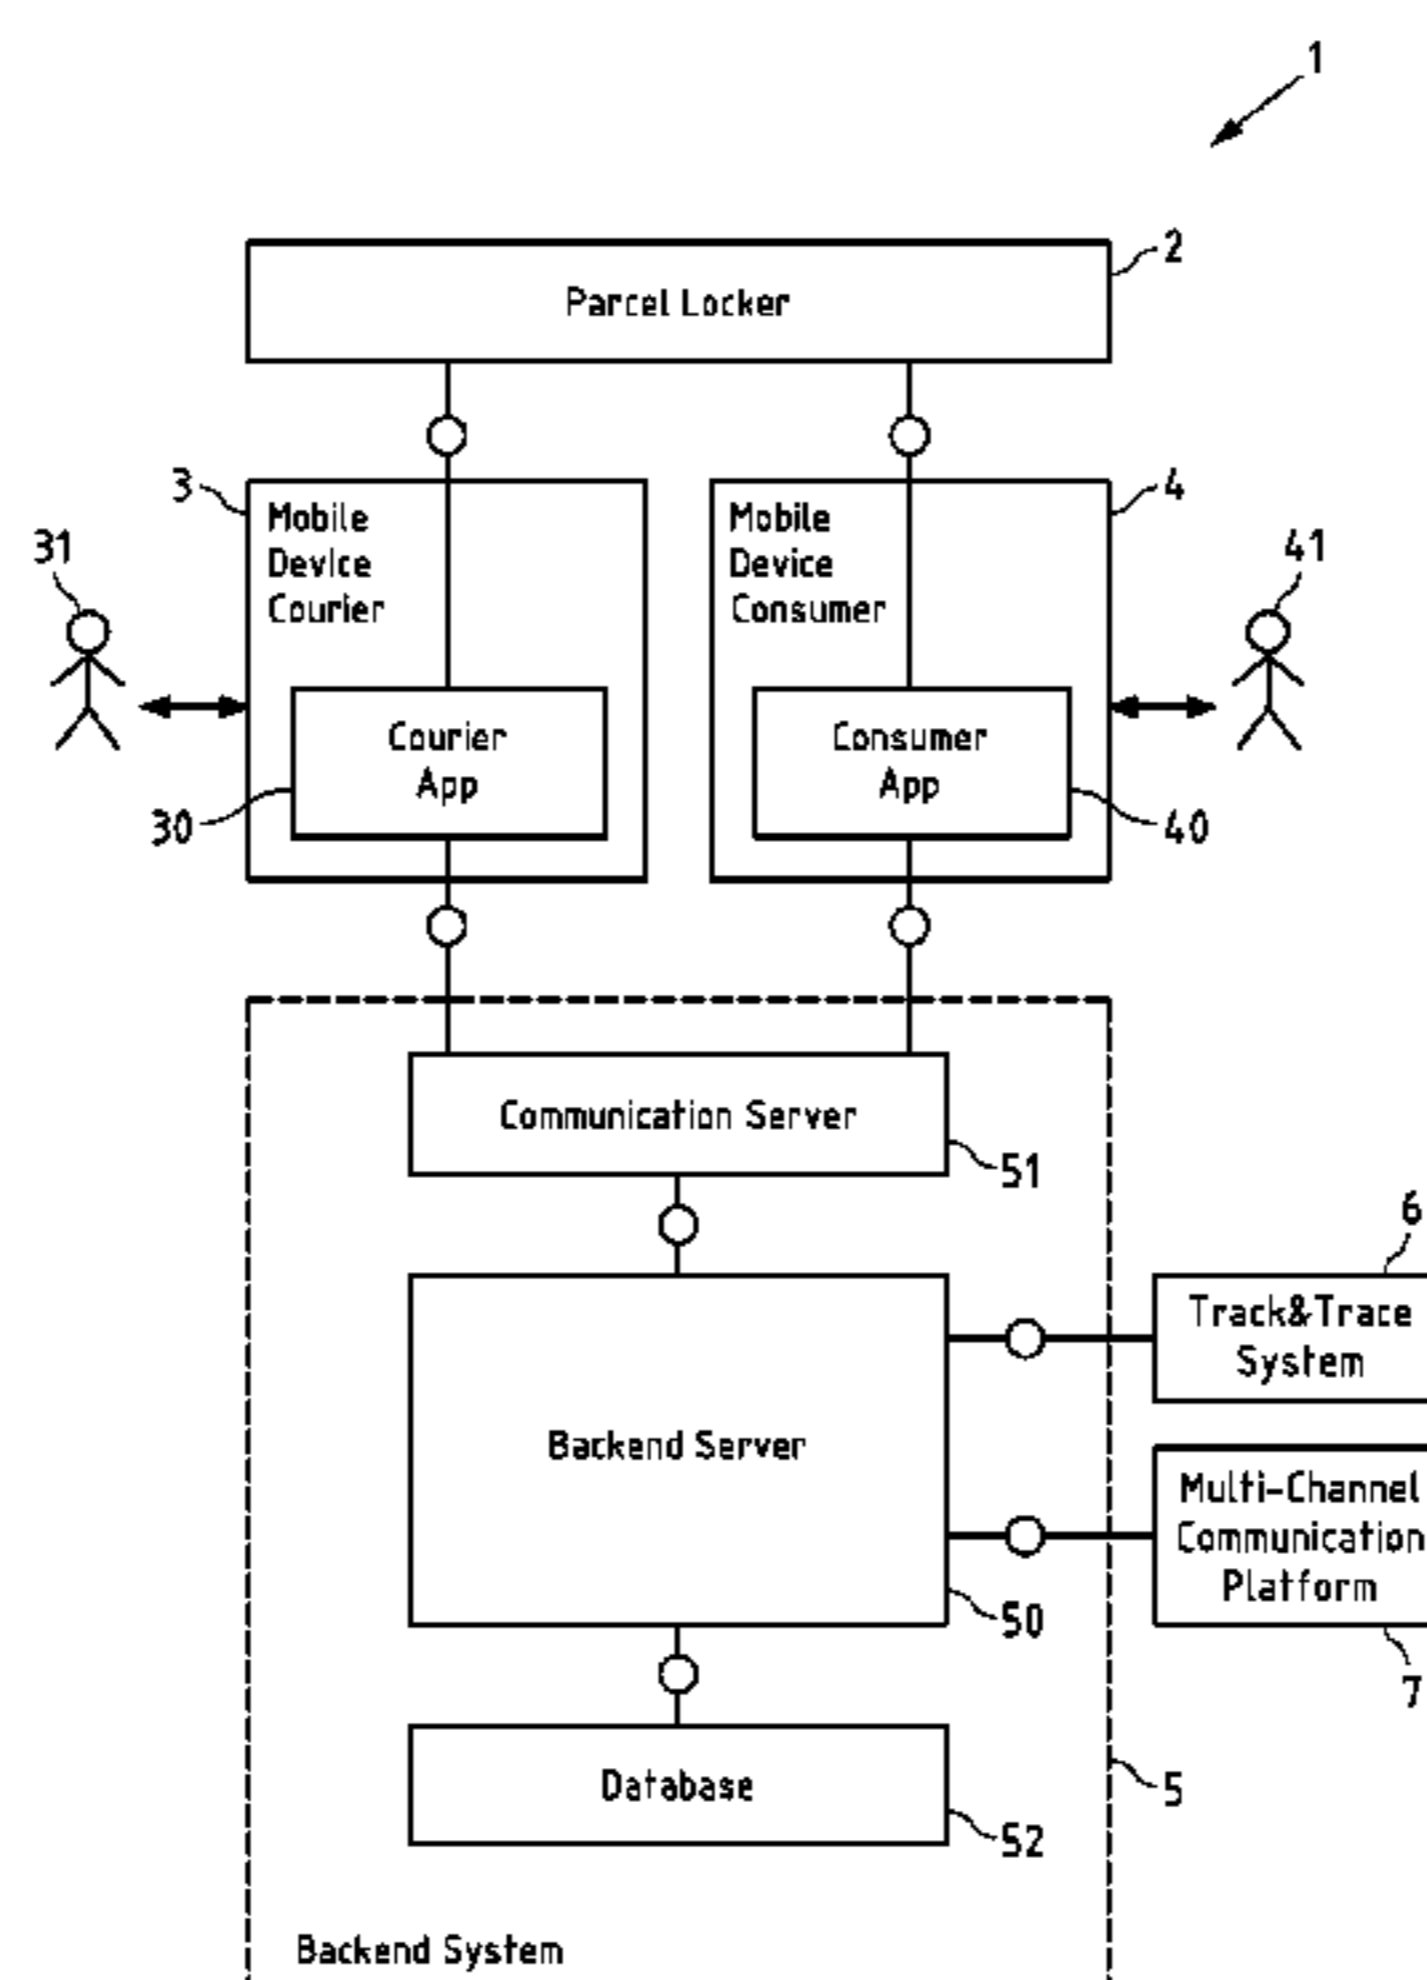 1
2
Parcel Locker
3
Mobile
Device
Courier
Mobile
Device
Consumer
4
31
41
Courier
App
Consumer
App
30
40
Communication Server
51
6
Track&Trace
System
Backend Server
Multi-Channel
Communication
Platform
50
7
Database
5
52
Backend System